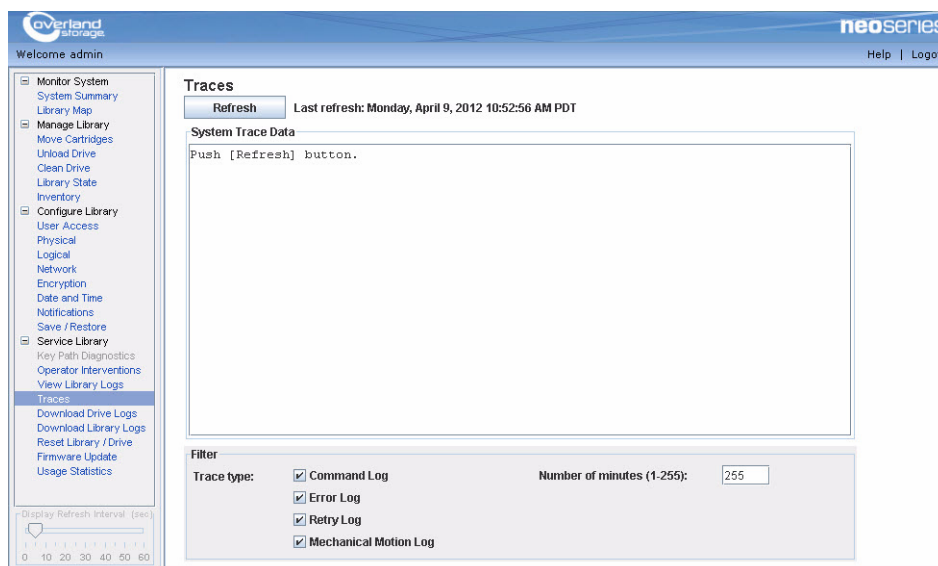 overland
storage.
neoseries
Welcome admin
Help | Logo
Monitor System
System Summary
Library Map
Manage Library
Move Cartridges
Unload Drive
Clean Drive
Library State
Inventory
Configure Library
User Access
Physical
Logical
Network
Encryption
Date and Time
Notifications
Save / Restore
Service Library
Key Path Diagnostics
Operator Interventions
View Library Logs
Traces
Download Drive Logs
Download Library Logs
Reset Library / Drive
Firmware Update
Usage Statistics
Display Refresh Interval (sec)
0 10 20 30 40 50 60
Traces
Refresh Last refresh: Monday, April 9, 2012 10:52:56 AM PDT
System Trace Data
Push [Refresh] button.
Filter
Trace type: Command Log Number of minutes (1-255): 255
Error Log
Retry Log
Mechanical Motion Log